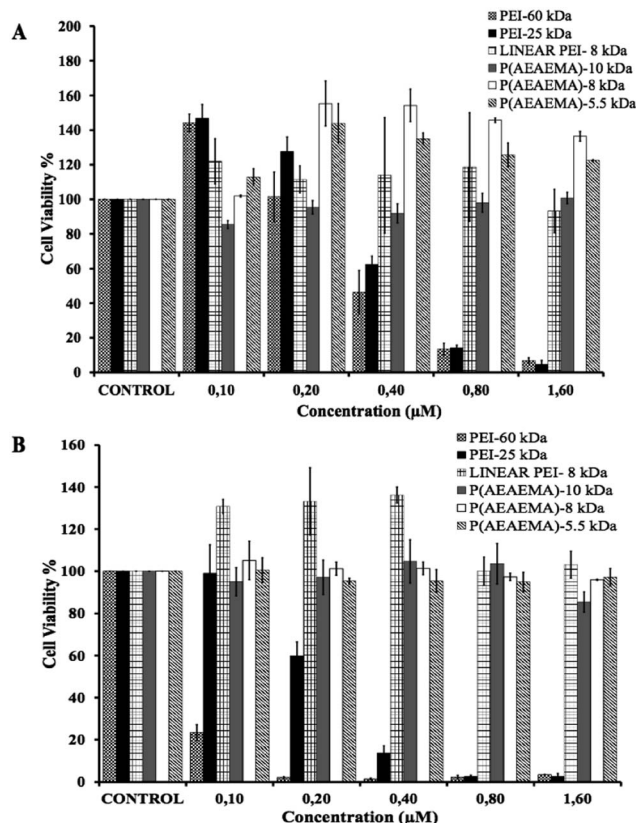 A
PEI-60 kDa
PEI-25 kDa
LINEAR PEI- 8 kDa
P(AEAEMA)-10 kDa
P(AEAEMA)-8 kDa
P(AEAEMA)-5.5 kDa
Cell Viability %
200
180
160
140
120
100
80
60
40
20
0
CONTROL 0,10 0,20 0,40 0,80 1,60
Concentration (µM)
B
PEI-60 kDa
PEI-25 kDa
LINEAR PEI- 8 kDa
P(AEAEMA)-10 kDa
P(AEAEMA)-8 kDa
P(AEAEMA)-5.5 kDa
Cell Viability %
160
140
120
100
80
60
40
20
0
CONTROL 0,10 0,20 0,40 0,80 1,60
Concentration (µM)